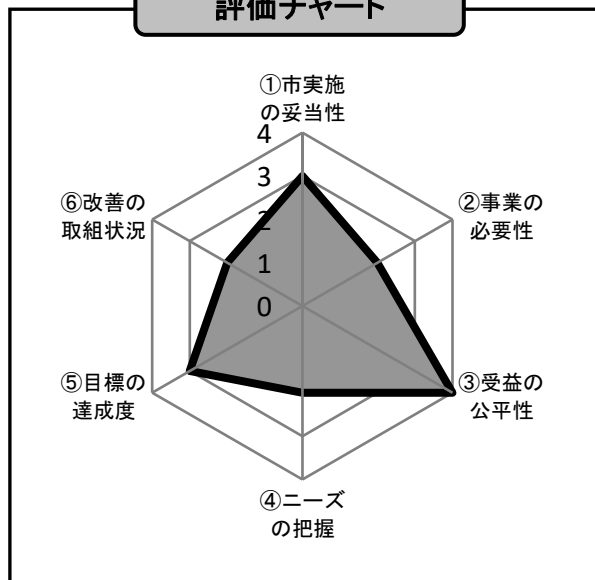 評価チャート
①市実施
の妥当性
4
3
2
1
0
②事業の
必要性
③受益の
公平性
④ニーズ
の把握
⑤目標の
達成度
⑥改善の
取組状況